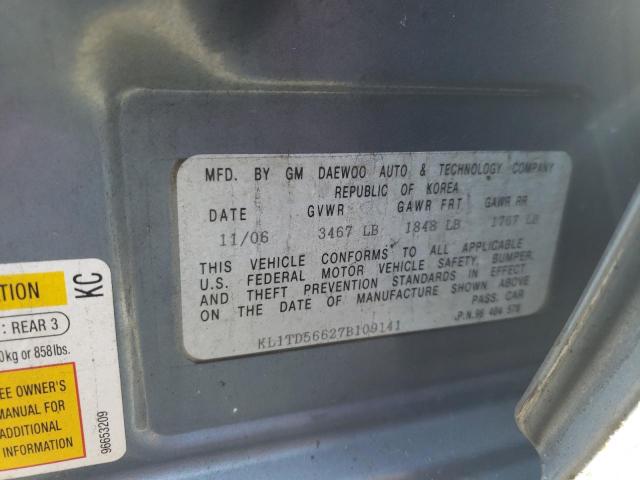 MFD. BY GM DAEWOO AUTO & TECHNOLOGY COMPANY
REPUBLIC OF KOREA
DATE GVWR GAWR FRT GAWR RR
11/06 3467 LB 1848 LB 1767 LB
THIS VEHICLE CONFORMS TO ALL APPLICABLE
U.S. FEDERAL MOTOR VEHICLE SAFETY, BUMPER,
AND THEFT PREVENTION STANDARDS IN EFFECT
ON THE DATE OF MANUFACTURE SHOWN ABOVE
PASS. CAR
P.N.96 404 576
KL1TD56627B109141
TION
KC
: REAR 3
0kg or 858lbs.
EE OWNER'S
MANUAL FOR
ADDITIONAL
INFORMATION
96653209